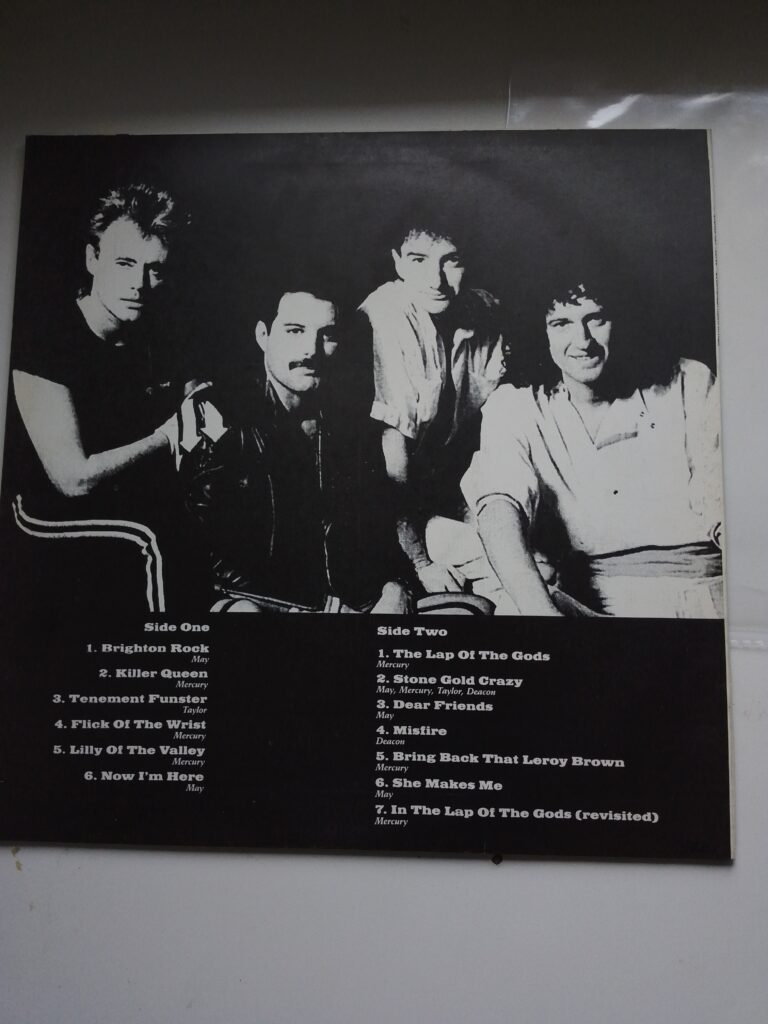 Side One
1. Brighton Rock
May
2. Killer Queen
Mercury
3. Tenement Funster
Taylor
4. Flick Of The Wrist
Mercury
5. Lilly Of The Valley
Mercury
6. Now I'm Here
May
Side Two
1. The Lap Of The Gods
Mercury
2. Stone Gold Crazy
May, Mercury, Taylor, Deacon
3. Dear Friends
May
4. Misfire
Deacon
5. Bring Back That Leroy Brown
Mercury
6. She Makes Me
May
7. In The Lap Of The Gods (revisited)
Mercury